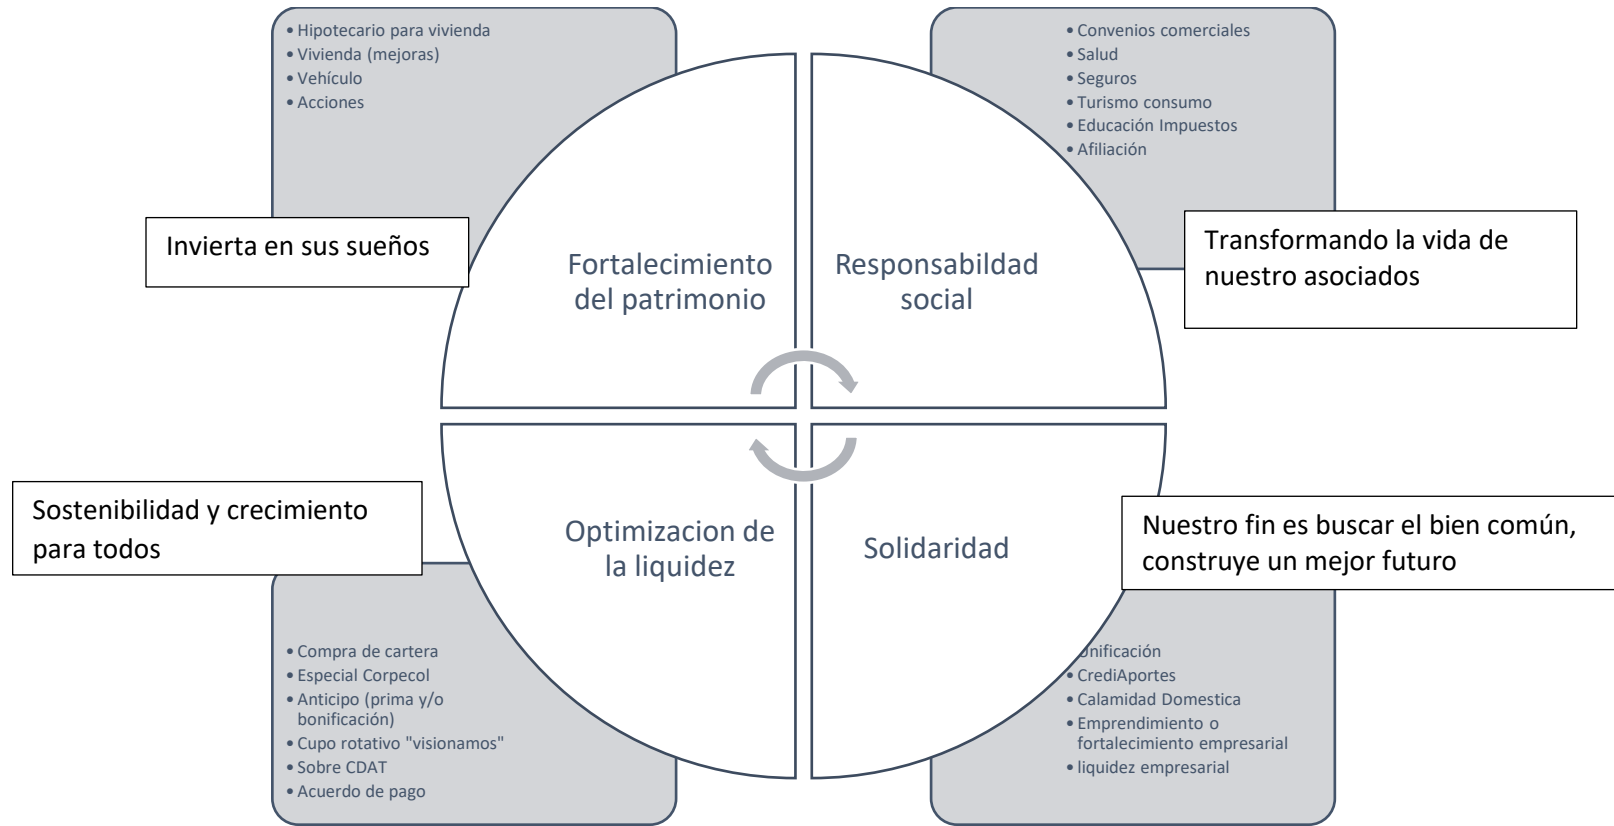 • Hipotecario para vivienda
• Vivienda (mejoras)
• Vehículo
• Acciones
• Convenios comerciales
• Salud
• Seguros
• Turismo consumo
• Educación Impuestos
• Afiliación
Invierta en sus sueños
Fortalecimiento
del patrimonio
Responsabildad
social
Transformando la vida de
nuestro asociados
Sostenibilidad y crecimiento
para todos
Optimizacion de
la liquidez
Solidaridad
Nuestro fin es buscar el bien común,
construye un mejor futuro
• Compra de cartera
• Especial Corpecol
• Anticipo (prima y/o
bonificación)
• Cupo rotativo "visionamos"
• Sobre CDAT
• Acuerdo de pago
Unificación
• CrediAportes
• Calamidad Domestica
• Emprendimiento o
fortalecimiento empresarial
• liquidez empresarial